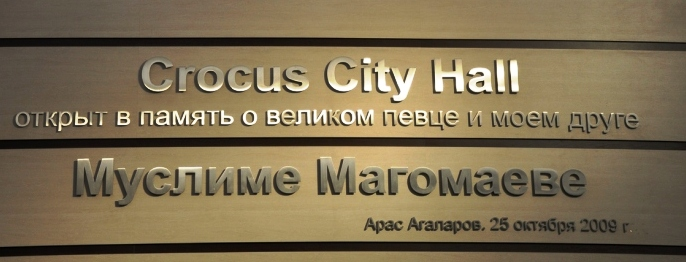 Crocus City Hall
открыт в память о великом певце и моем друге
Муслиме Магомаеве
Арас Агаларов. 25 октября 2009 г.